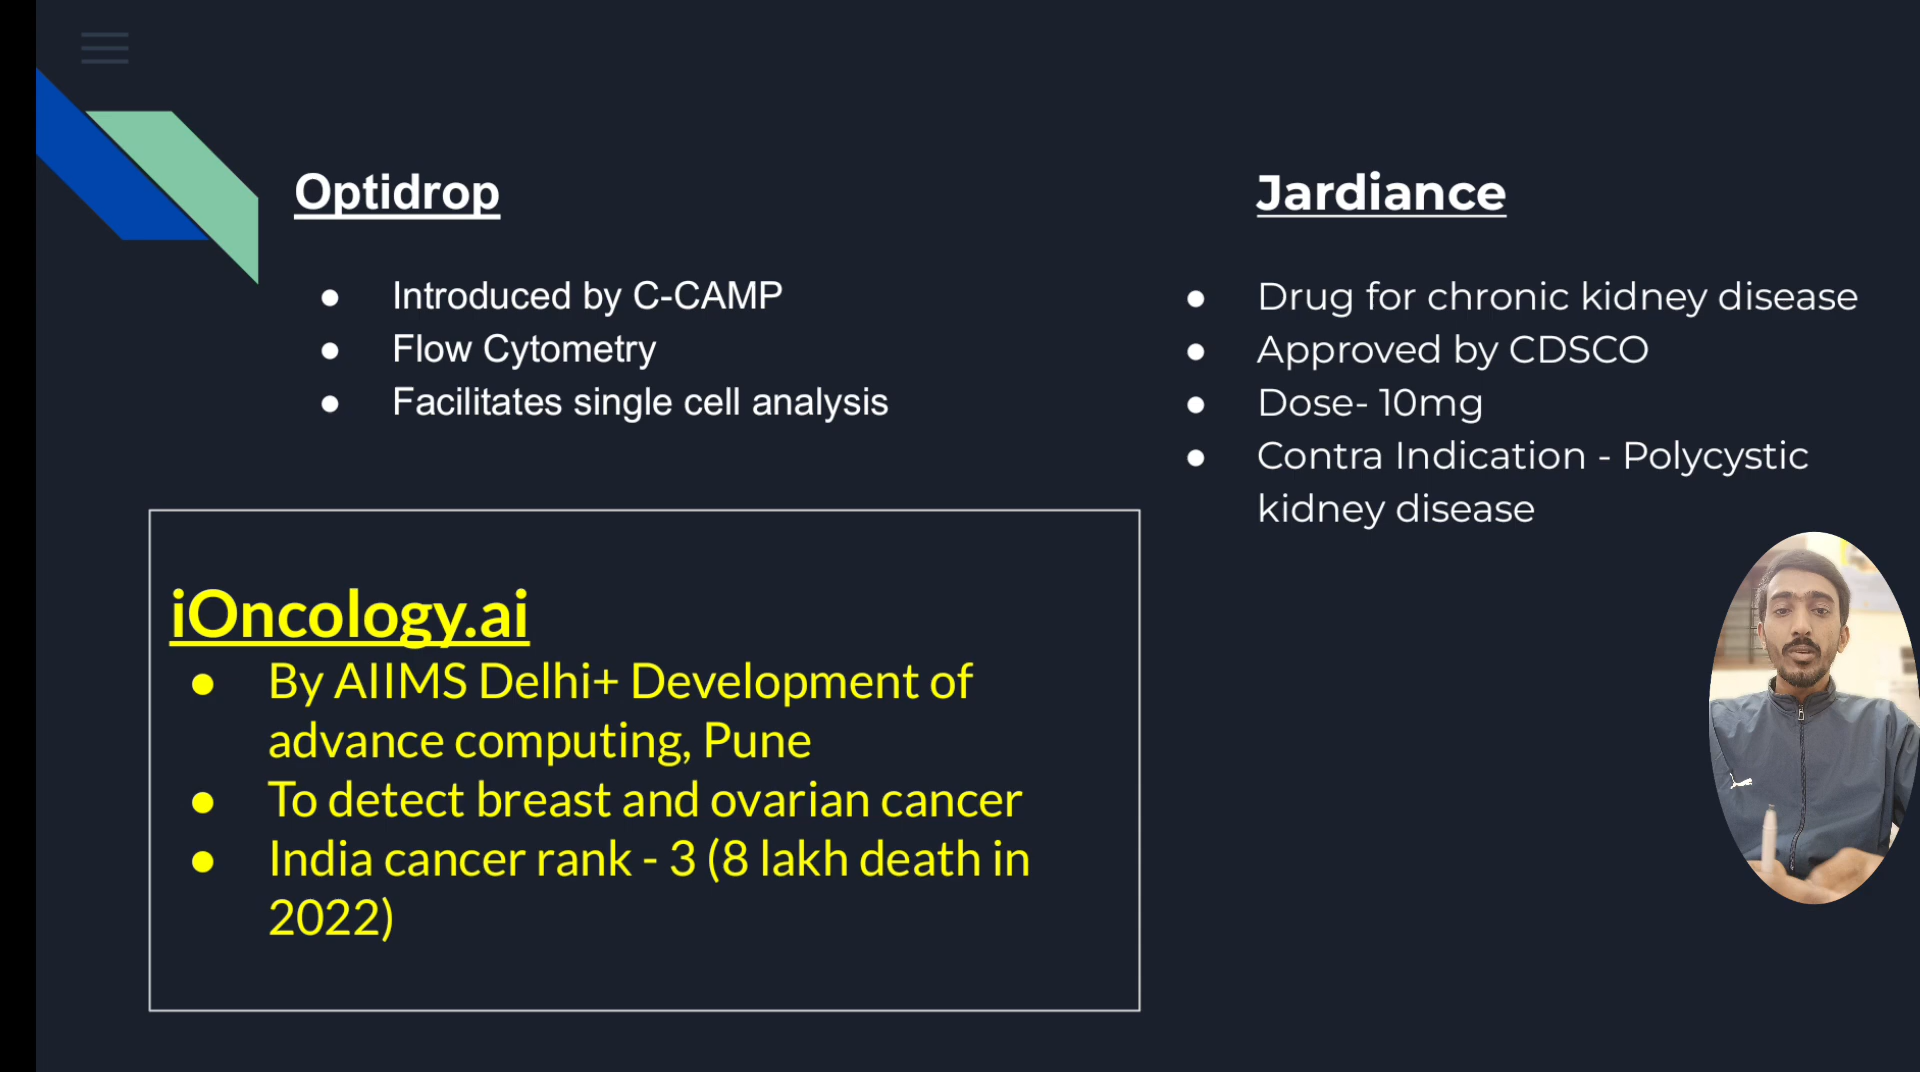 Optidrop
● Introduced by C-CAMP
● Flow Cytometry
● Facilitates single cell analysis
Jardiance
● Drug for chronic kidney disease
● Approved by CDSCO
● Dose- 10mg
● Contra Indication - Polycystic
kidney disease
iOncology.ai
● By AIIMS Delhi+ Development of
advance computing, Pune
● To detect breast and ovarian cancer
● India cancer rank - 3 (8 lakh death in
2022)